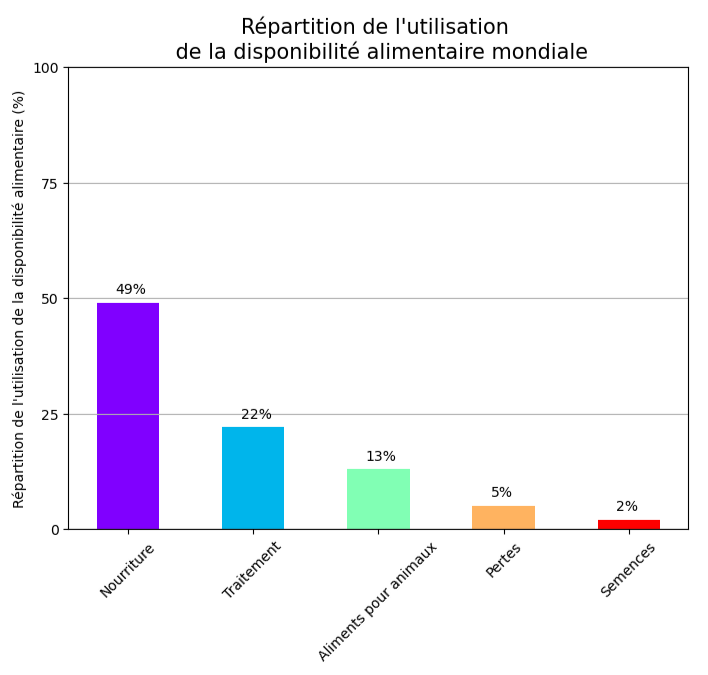 Répartition de l'utilisation
de la disponibilité alimentaire mondiale
Répartition de l'utilisation de la disponibilité alimentaire (%)
100
75
50
25
0
49%
22%
13%
5%
2%
Nourriture
Traitement
Aliments pour animaux
Pertes
Semences